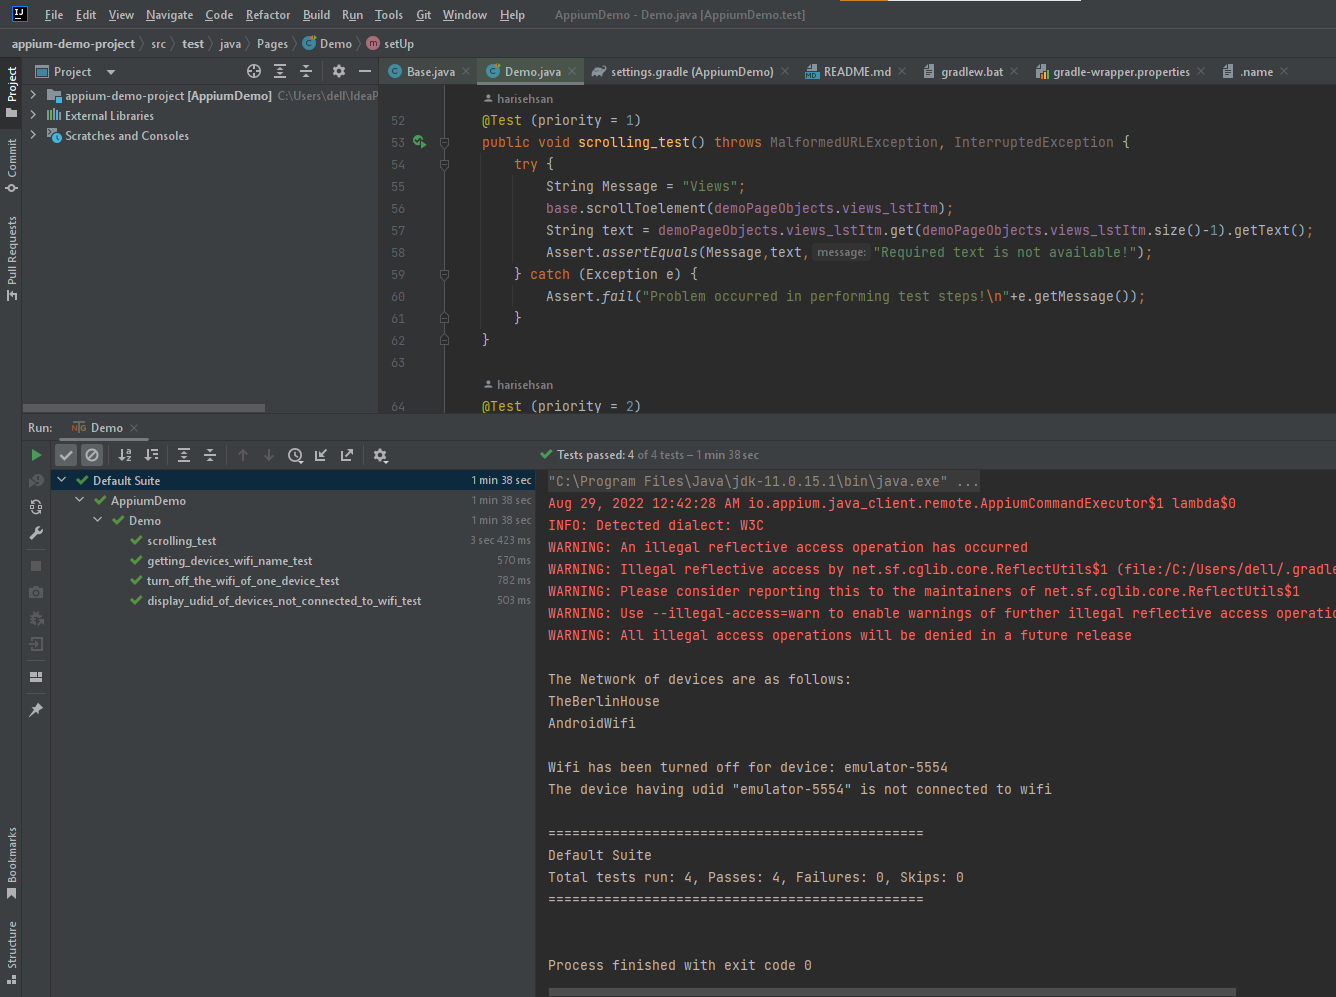 File Edit View Navigate Code Refactor Build Run Tools Git Window Help AppiumDemo - Demo.java [AppiumDemo.test]
appium-demo-project src test java Pages Demo m setUp
Project
Project
Base.java Demo.java settings.gradle (AppiumDemo) README.md gradlew.bat gradle-wrapper.properties .name
appium-demo-project [AppiumDemo] C:\Users\dell\IdeaP
External Libraries
Scratches and Consoles
Commit
Pull Requests
harisehsan
52 @Test (priority = 1)
53 public void scrolling_test() throws MalformedURLException, InterruptedException {
54 try {
55 String Message = "Views";
56 base.scrollToelement(demoPageObjects.views_lstItm);
57 String text = demoPageObjects.views_lstItm.get(demoPageObjects.views_lstItm.size()-1).getText();
58 Assert.assertEquals(Message,text, message: "Required text is not available!");
59 } catch (Exception e) {
60 Assert.fail("Problem occurred in performing test steps!\n"+e.getMessage());
61 }
62 }
63
harisehsan
64 @Test (priority = 2)
Run: Demo
Tests passed: 4 of 4 tests – 1 min 38 sec
Default Suite 1 min 38 sec
AppiumDemo 1 min 38 sec
Demo 1 min 38 sec
scrolling_test 3 sec 423 ms
getting_devices_wifi_name_test 570 ms
turn_off_the_wifi_of_one_device_test 782 ms
display_udid_of_devices_not_connected_to_wifi_test 503 ms
"C:\Program Files\Java\jdk-11.0.15.1\bin\java.exe" ...
Aug 29, 2022 12:42:28 AM io.appium.java_client.remote.AppiumCommandExecutor$1 lambda$0
INFO: Detected dialect: W3C
WARNING: An illegal reflective access operation has occurred
WARNING: Illegal reflective access by net.sf.cglib.core.ReflectUtils$1 (file:/C:/Users/dell/.gradle
WARNING: Please consider reporting this to the maintainers of net.sf.cglib.core.ReflectUtils$1
WARNING: Use --illegal-access=warn to enable warnings of further illegal reflective access operatio
WARNING: All illegal access operations will be denied in a future release
The Network of devices are as follows:
TheBerlinHouse
AndroidWifi
Wifi has been turned off for device: emulator-5554
The device having udid "emulator-5554" is not connected to wifi
===============================================
Default Suite
Total tests run: 4, Passes: 4, Failures: 0, Skips: 0
===============================================
Process finished with exit code 0
Bookmarks
Structure